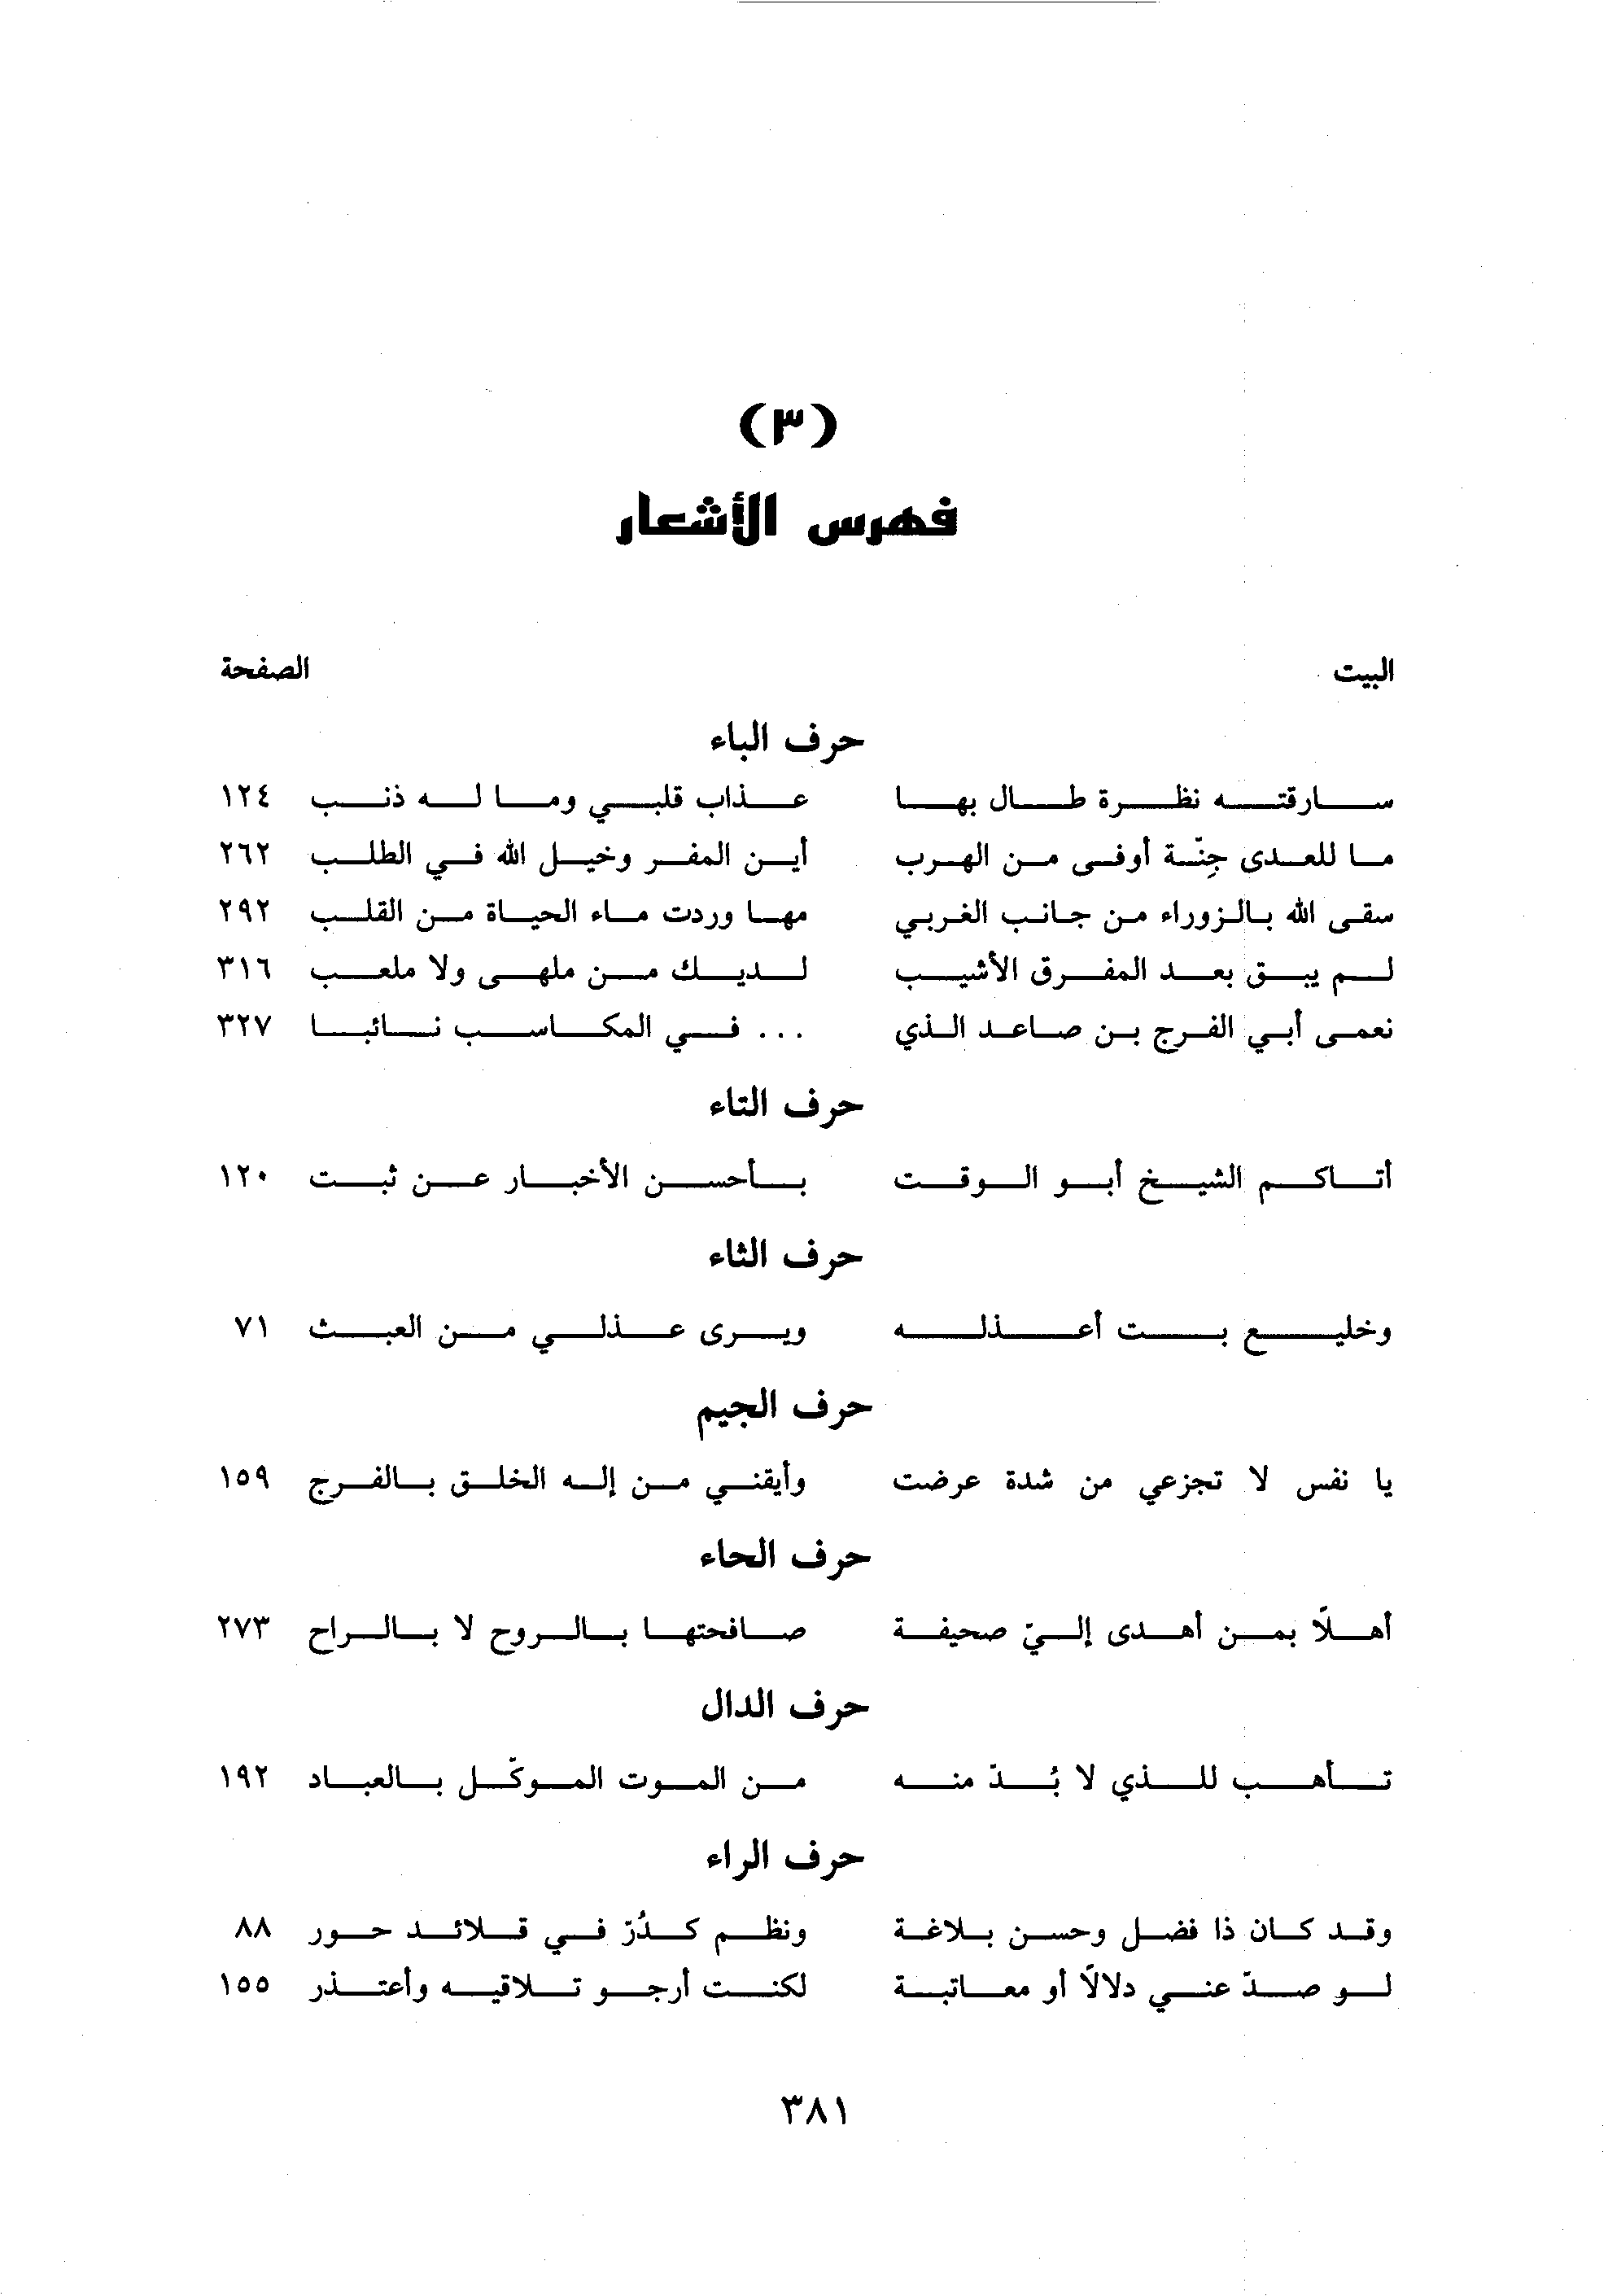 (٣)
فهرس الأشعار
البيت الصفحة
حرف الباء
سارقته نظرة طال بها عذاب قلبي وما له ذنب ١٢٤
ما للعدى جِنّة أوفى من الهرب أين المفر وخيل الله في الطلب ٢٦٢
سقى الله بالزوراء من جانب الغربي مها وردت ماء الحياة من القلب ٢٩٢
لم يبق بعد المفرق الأشيب لديك من ملهى ولا ملعب ٣١٦
نعمى أبي الفرج بن صاعد الذي ... في المكاسب نائبا ٣٢٧
حرف التاء
أتاكم الشيخ أبو الوقت بأحسن الأخبار عن ثبت ١٢٠
حرف الثاء
وخليع بت أعذله ويرى عذلي من العبث ٧١
حرف الجيم
يا نفس لا تجزعي من شدة عرضت وأيقني من إله الخلق بالفرج ١٥٩
حرف الحاء
أهلًا بمن أهدى إليّ صحيفة صافحتها بالروح لا بالراح ٢٧٣
حرف الدال
تأهب للذي لا بُدّ منه من الموت الموكّل بالعباد ١٩٢
حرف الراء
وقد كان ذا فضل وحسن بلاغة ونظم كدُرّ في قلائد حور ٨٨
لو صدّ عني دلالًا أو معاتبة لكنت أرجو تلاقيه وأعتذر ١٥٥
٣٨١